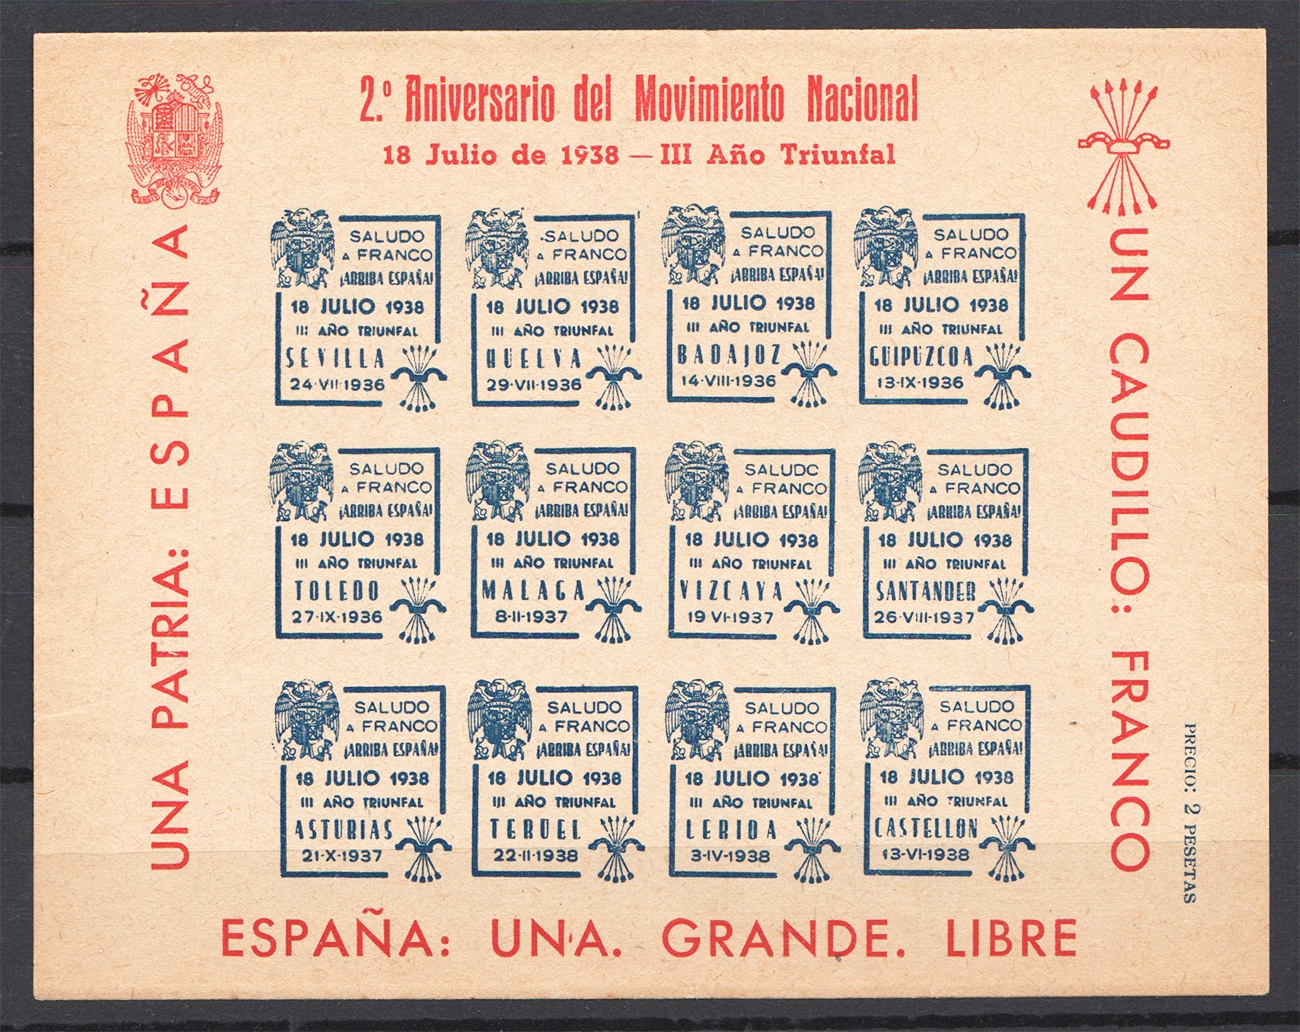 2.º Aniversario del Movimiento Nacional
18 Julio de 1938 — III Año Triunfal
UNA PATRIA: ESPAÑA
UN CAUDILLO: FRANCO
SALUDO
A FRANCO
¡ARRIBA ESPAÑA!
18 JULIO 1938
III AÑO TRIUNFAL
SEVILLA
24-VII-1936
SALUDO
A FRANCO
¡ARRIBA ESPAÑA!
18 JULIO 1938
III AÑO TRIUNFAL
HUELVA
29-VII-1936
SALUDO
A FRANCO
¡ARRIBA ESPAÑA!
18 JULIO 1938
III AÑO TRIUNFAL
BADAJOZ
14-VIII-1936
SALUDO
A FRANCO
¡ARRIBA ESPAÑA!
18 JULIO 1938
III AÑO TRIUNFAL
GUIPUZCOA
13-IX-1936
SALUDO
A FRANCO
¡ARRIBA ESPAÑA!
18 JULIO 1938
III AÑO TRIUNFAL
TOLEDO
27-IX-1936
SALUDO
A FRANCO
¡ARRIBA ESPAÑA!
18 JULIO 1938
III AÑO TRIUNFAL
MALAGA
8-II-1937
SALUDO
A FRANCO
¡ARRIBA ESPAÑA!
18 JULIO 1938
III AÑO TRIUNFAL
VIZCAYA
19-VI-1937
SALUDO
A FRANCO
¡ARRIBA ESPAÑA!
18 JULIO 1938
III AÑO TRIUNFAL
SANTANDER
26-VIII-1937
SALUDO
A FRANCO
¡ARRIBA ESPAÑA!
18 JULIO 1938
III AÑO TRIUNFAL
ASTURIAS
21-X-1937
SALUDO
A FRANCO
¡ARRIBA ESPAÑA!
18 JULIO 1938
III AÑO TRIUNFAL
TERUEL
22-II-1938
SALUDO
A FRANCO
¡ARRIBA ESPAÑA!
18 JULIO 1938
III AÑO TRIUNFAL
LERIDA
3-IV-1938
SALUDO
A FRANCO
¡ARRIBA ESPAÑA!
18 JULIO 1938
III AÑO TRIUNFAL
CASTELLON
13-VI-1938
PRECIO: 2 PESETAS
ESPAÑA: UNA. GRANDE. LIBRE